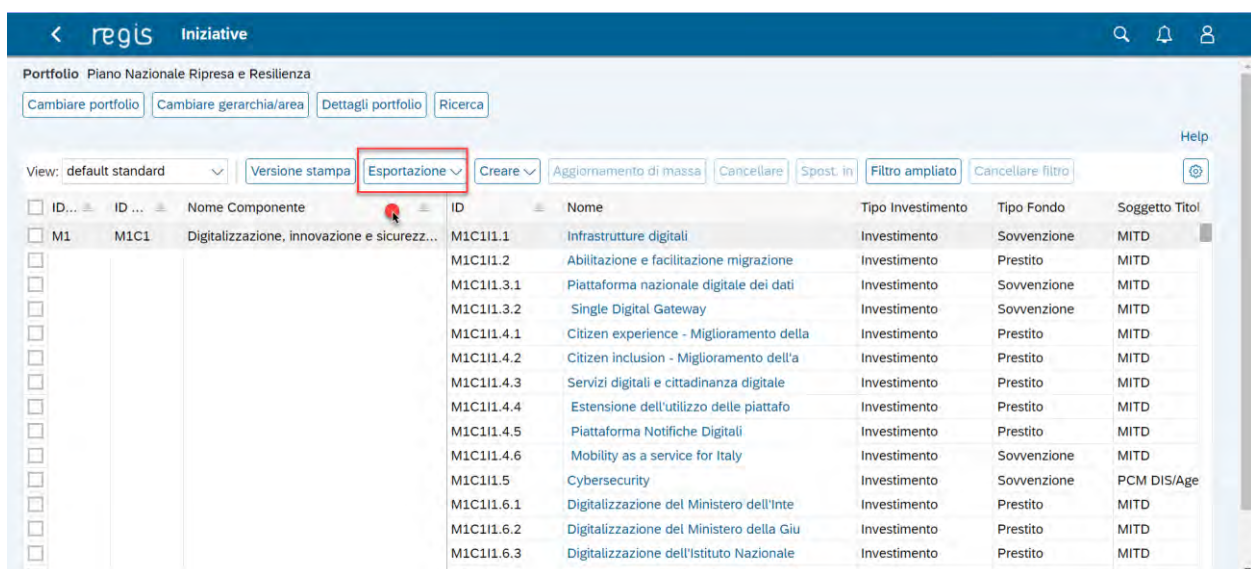 regis Iniziative
Portfolio Piano Nazionale Ripresa e Resilienza
Cambiare portfolio Cambiare gerarchia/area Dettagli portfolio Ricerca
Help
View: default standard Versione stampa Esportazione Creare Aggiornamento di massa Cancellare Spost. in Filtro ampliato Cancellare filtro
ID... ID ... Nome Componente ID Nome Tipo Investimento Tipo Fondo Soggetto Titol
M1 M1C1 Digitalizzazione, innovazione e sicurezz... M1C1I1.1 Infrastrutture digitali Investimento Sovvenzione MITD
M1C1I1.2 Abilitazione e facilitazione migrazione Investimento Prestito MITD
M1C1I1.3.1 Piattaforma nazionale digitale dei dati Investimento Sovvenzione MITD
M1C1I1.3.2 Single Digital Gateway Investimento Sovvenzione MITD
M1C1I1.4.1 Citizen experience - Miglioramento della Investimento Prestito MITD
M1C1I1.4.2 Citizen inclusion - Miglioramento dell'a Investimento Prestito MITD
M1C1I1.4.3 Servizi digitali e cittadinanza digitale Investimento Prestito MITD
M1C1I1.4.4 Estensione dell'utilizzo delle piattafo Investimento Prestito MITD
M1C1I1.4.5 Piattaforma Notifiche Digitali Investimento Prestito MITD
M1C1I1.4.6 Mobility as a service for Italy Investimento Sovvenzione MITD
M1C1I1.5 Cybersecurity Investimento Sovvenzione PCM DIS/Age
M1C1I1.6.1 Digitalizzazione del Ministero dell'Inte Investimento Prestito MITD
M1C1I1.6.2 Digitalizzazione del Ministero della Giu Investimento Prestito MITD
M1C1I1.6.3 Digitalizzazione dell'Istituto Nazionale Investimento Prestito MITD